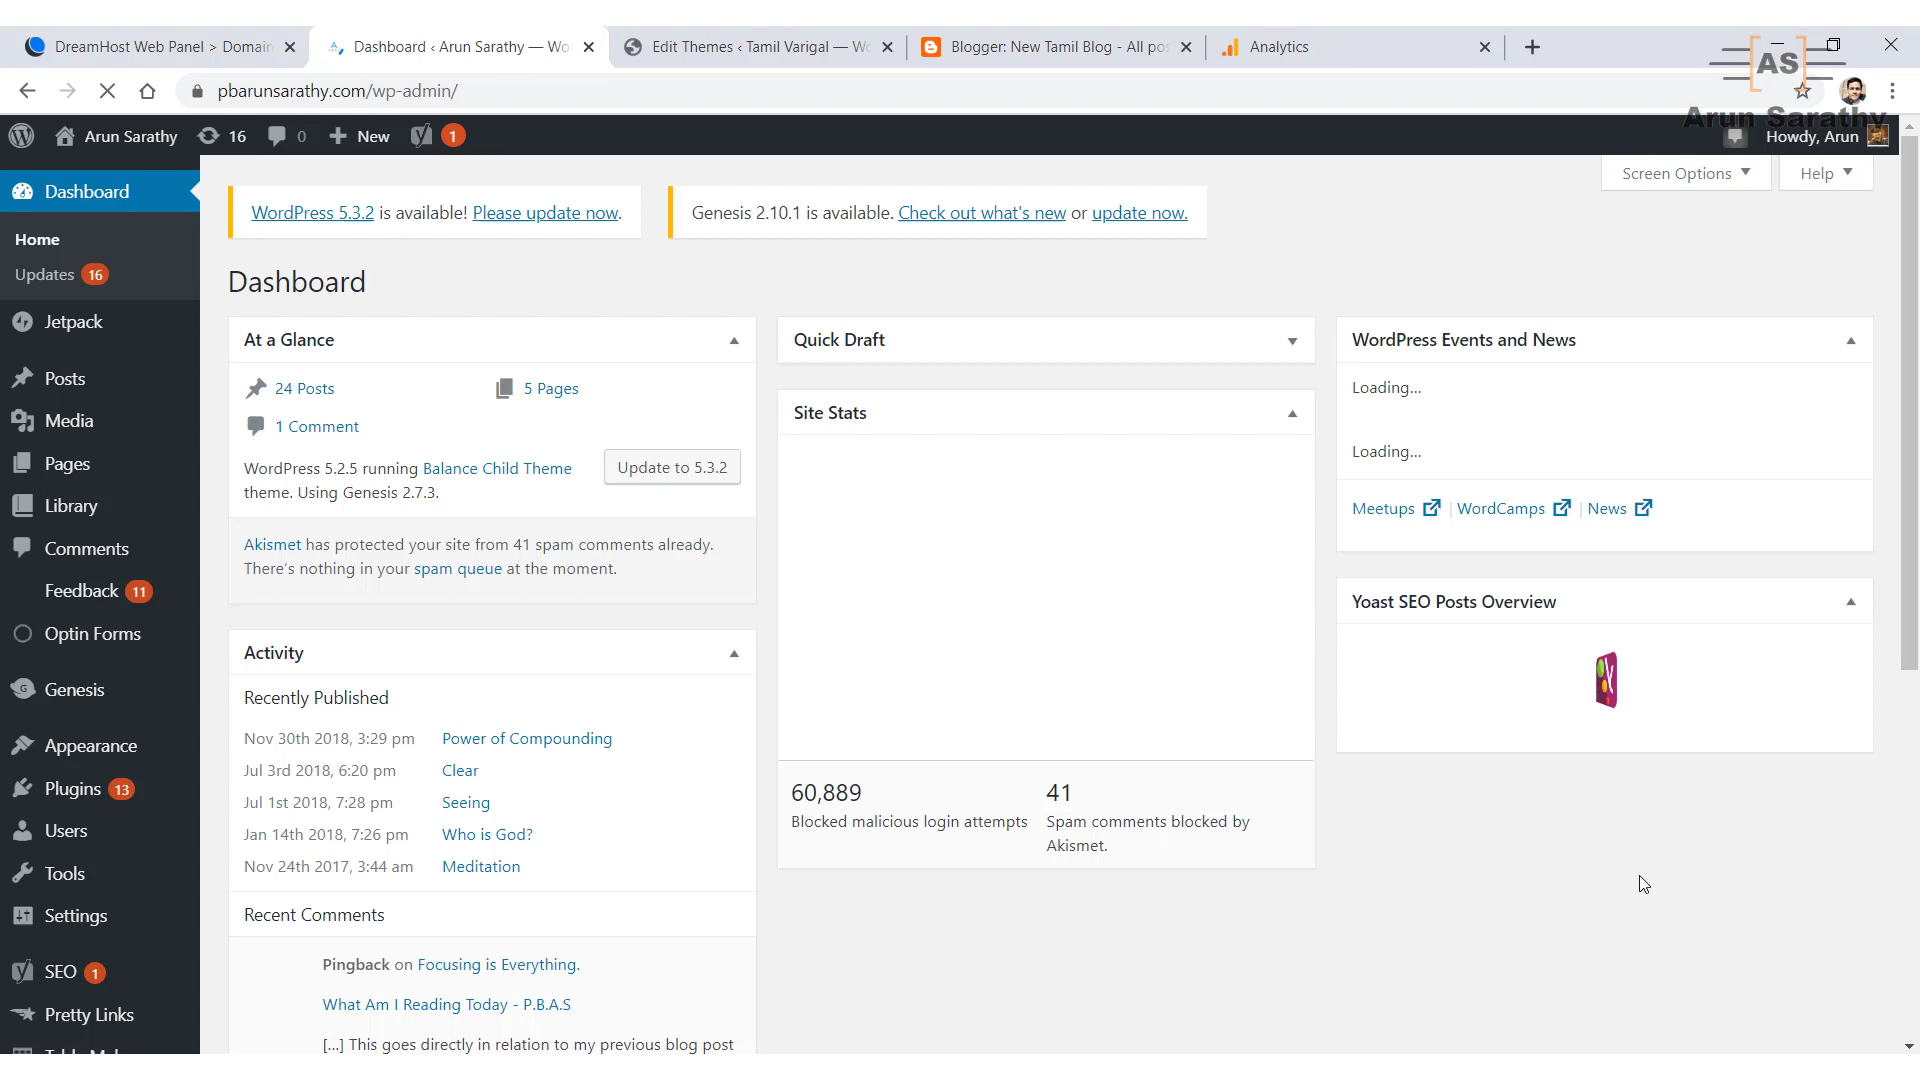 DreamHost Web Panel > Domain
Dashboard ‹ Arun Sarathy — Wo
Edit Themes ‹ Tamil Varigal — Wo
Blogger: New Tamil Blog - All pos
Analytics
AS
pbarunsarathy.com/wp-admin/
Arun Sarathy
Arun Sarathy
16
0
New
1
Howdy, Arun
Dashboard
Home
Updates 16
Jetpack
Posts
Media
Pages
Library
Comments
Feedback 11
Optin Forms
Genesis
Appearance
Plugins 13
Users
Tools
Settings
SEO 1
Pretty Links
Screen Options
Help
WordPress 5.3.2 is available! Please update now.
Genesis 2.10.1 is available. Check out what's new or update now.
Dashboard
At a Glance
24 Posts
5 Pages
1 Comment
WordPress 5.2.5 running Balance Child Theme
theme. Using Genesis 2.7.3.
Update to 5.3.2
Akismet has protected your site from 41 spam comments already.
There's nothing in your spam queue at the moment.
Activity
Recently Published
Nov 30th 2018, 3:29 pm Power of Compounding
Jul 3rd 2018, 6:20 pm Clear
Jul 1st 2018, 7:28 pm Seeing
Jan 14th 2018, 7:26 pm Who is God?
Nov 24th 2017, 3:44 am Meditation
Recent Comments
Pingback on Focusing is Everything.
What Am I Reading Today - P.B.A.S
[...] This goes directly in relation to my previous blog post
Quick Draft
Site Stats
60,889
Blocked malicious login attempts
41
Spam comments blocked by
Akismet.
WordPress Events and News
Loading...
Loading...
Meetups | WordCamps | News
Yoast SEO Posts Overview